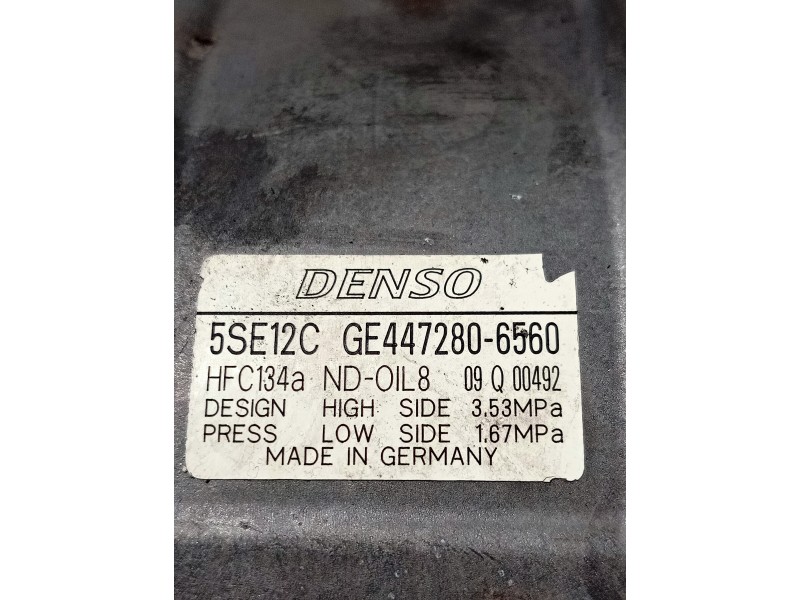 DENSO
5SE12C GE447280-6560
HFC134a ND-OIL8 09 Q 00492
DESIGN HIGH SIDE 3.53MPa
PRESS LOW SIDE 1.67MPa
MADE IN GERMANY